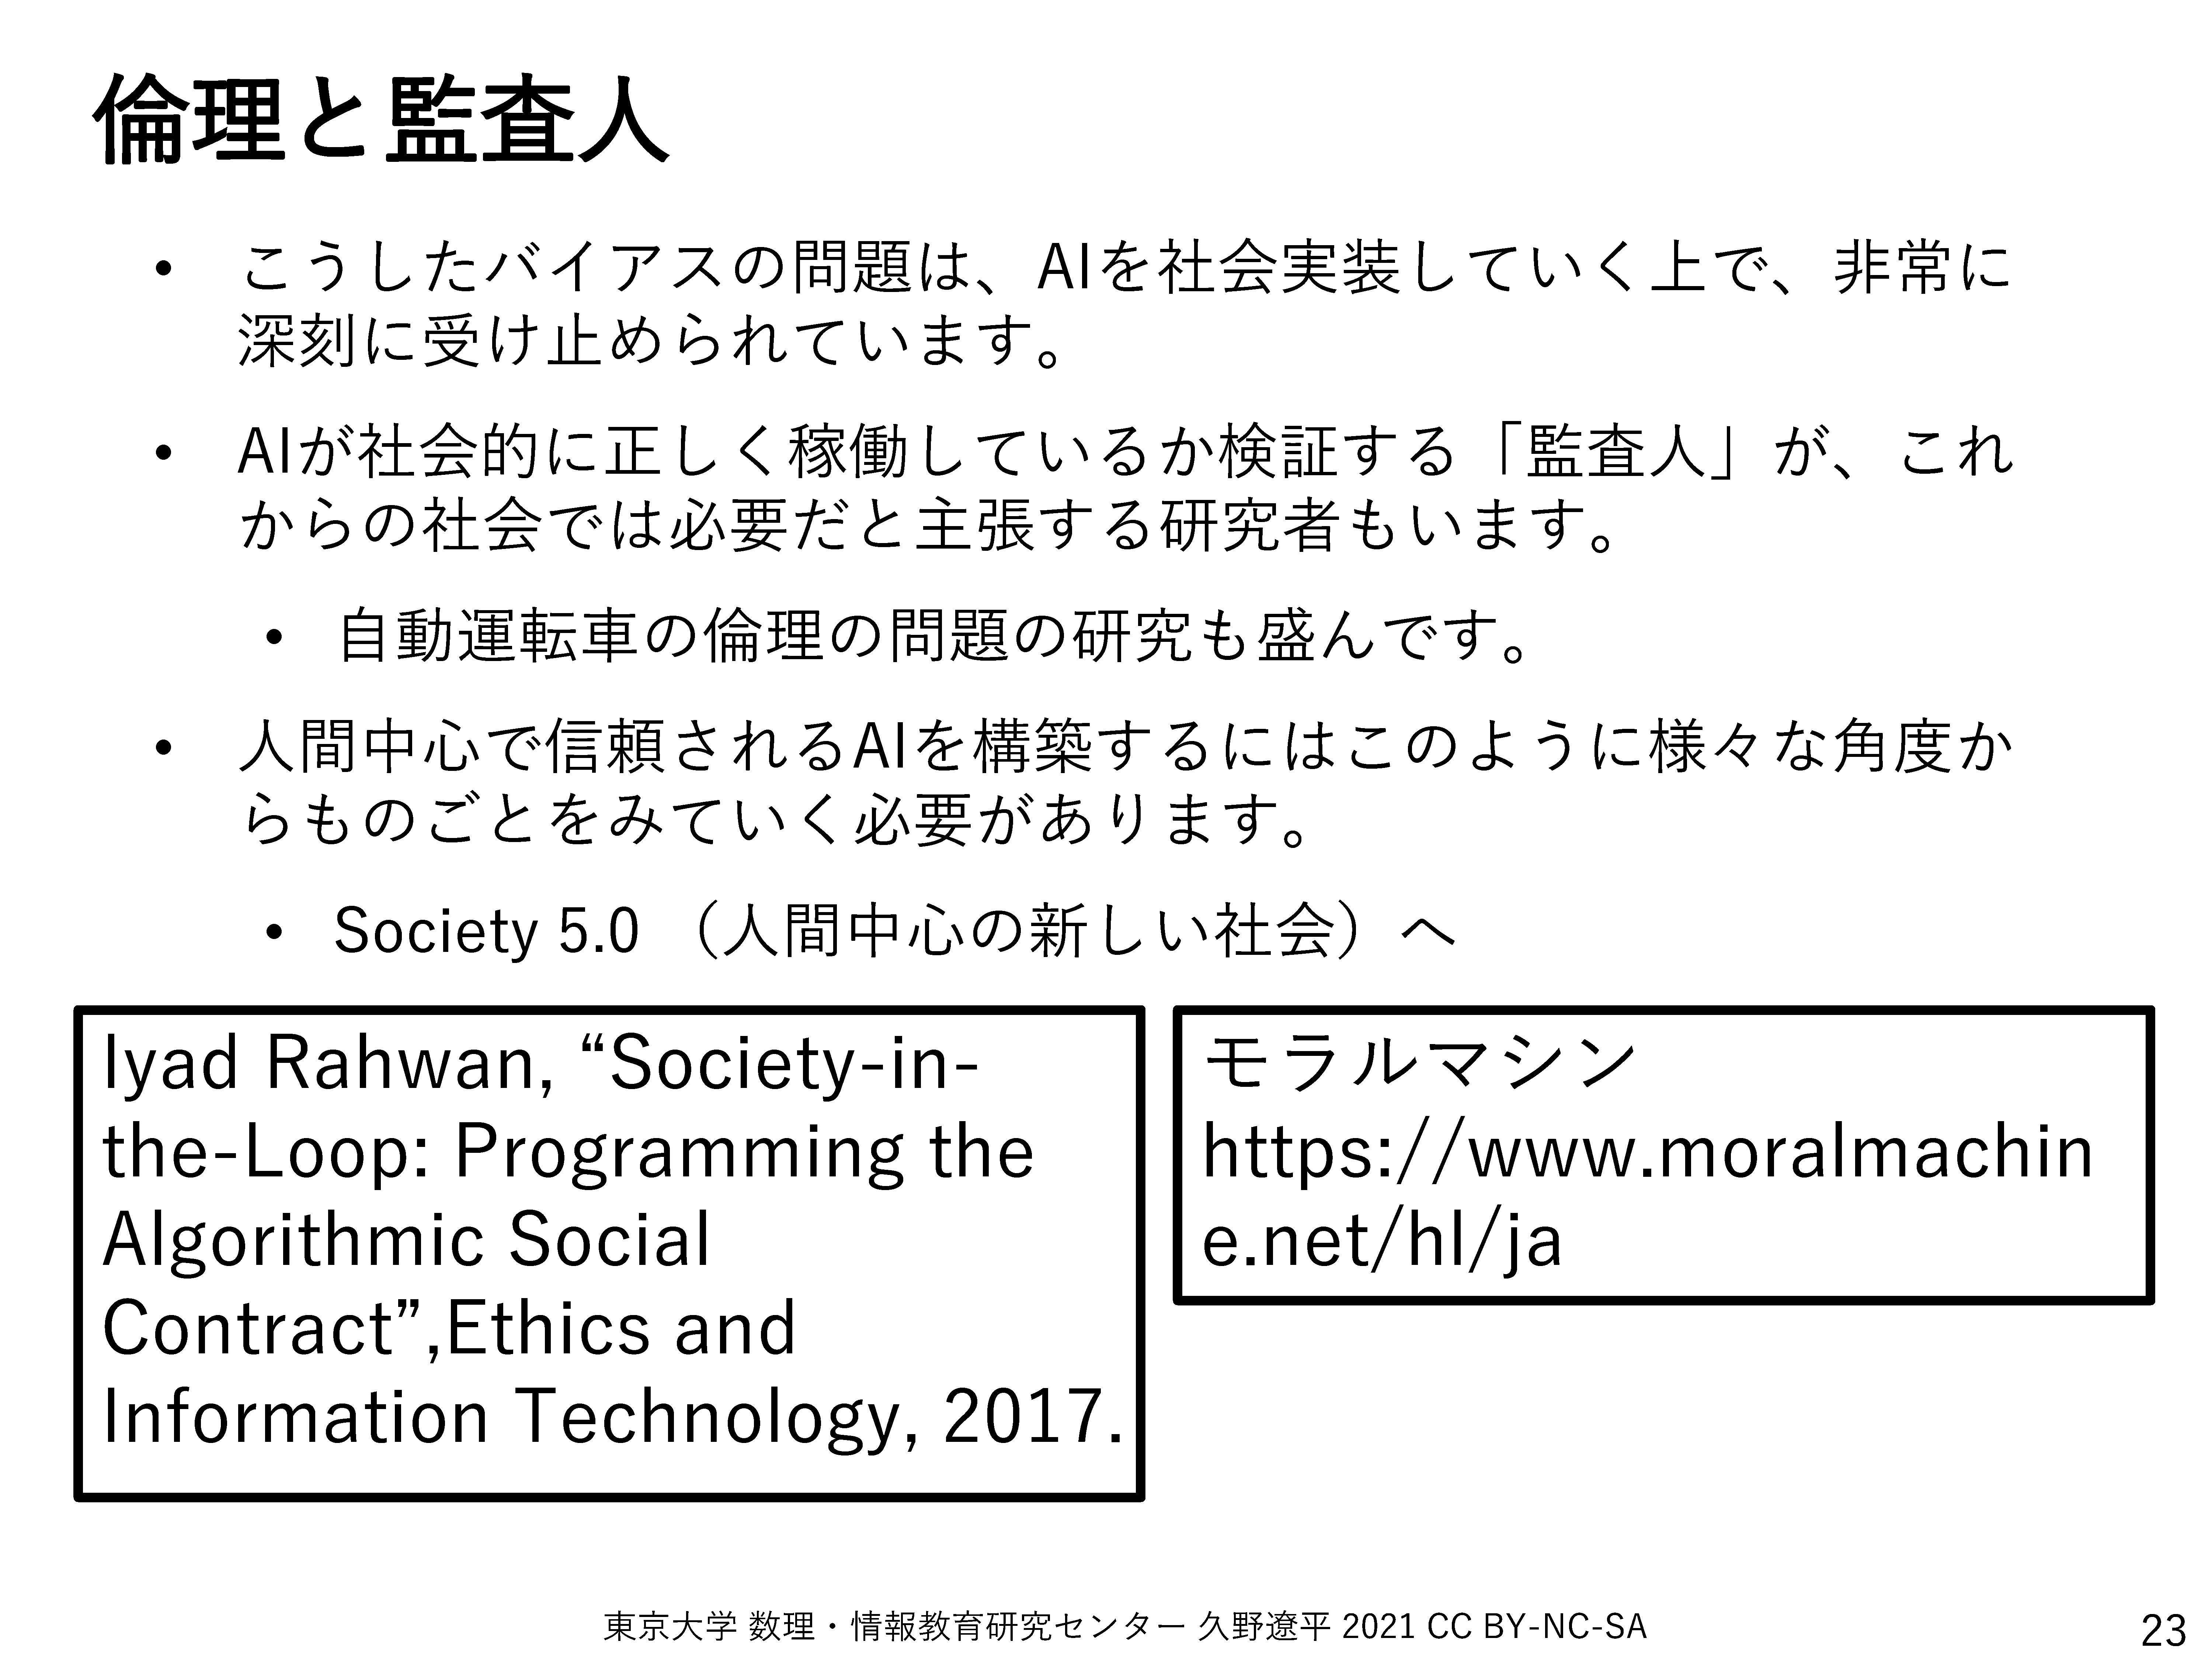 倫理と監査人
• こうしたバイアスの問題は、AIを社会実装していく上で、非常に
深刻に受け止められています。
• AIが社会的に正しく稼働しているか検証する「監査人」が、これ
からの社会では必要だと主張する研究者もいます。
• 自動運転車の倫理の問題の研究も盛んです。
• 人間中心で信頼されるAIを構築するにはこのように様々な角度か
らものごとをみていく必要があります。
• Society 5.0 （人間中心の新しい社会）へ
Iyad Rahwan, “Society-in-
the-Loop: Programming the
Algorithmic Social
Contract”,Ethics and
Information Technology, 2017.
モラルマシン
https://www.moralmachin
e.net/hl/ja
東京大学 数理・情報教育研究センター 久野遼平 2021 CC BY-NC-SA
23